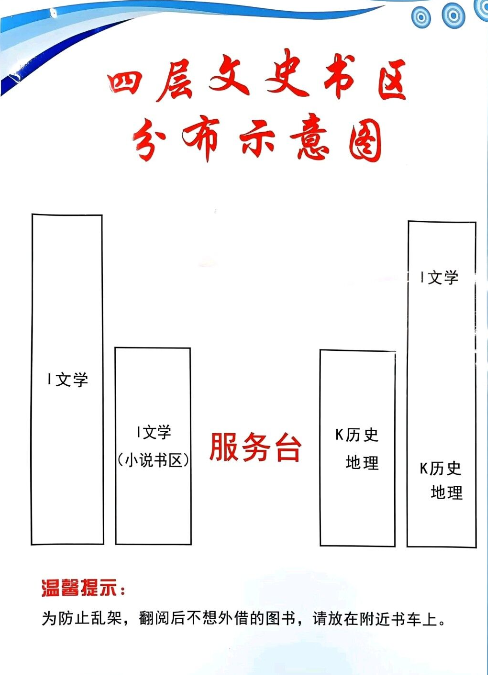 四层文史书区
分布示意图
I文学
I文学
(小说书区)
服务台
K历史
地理
I文学
K历史
地理
温馨提示：
为防止乱架，翻阅后不想外借的图书，请放在附近书车上。